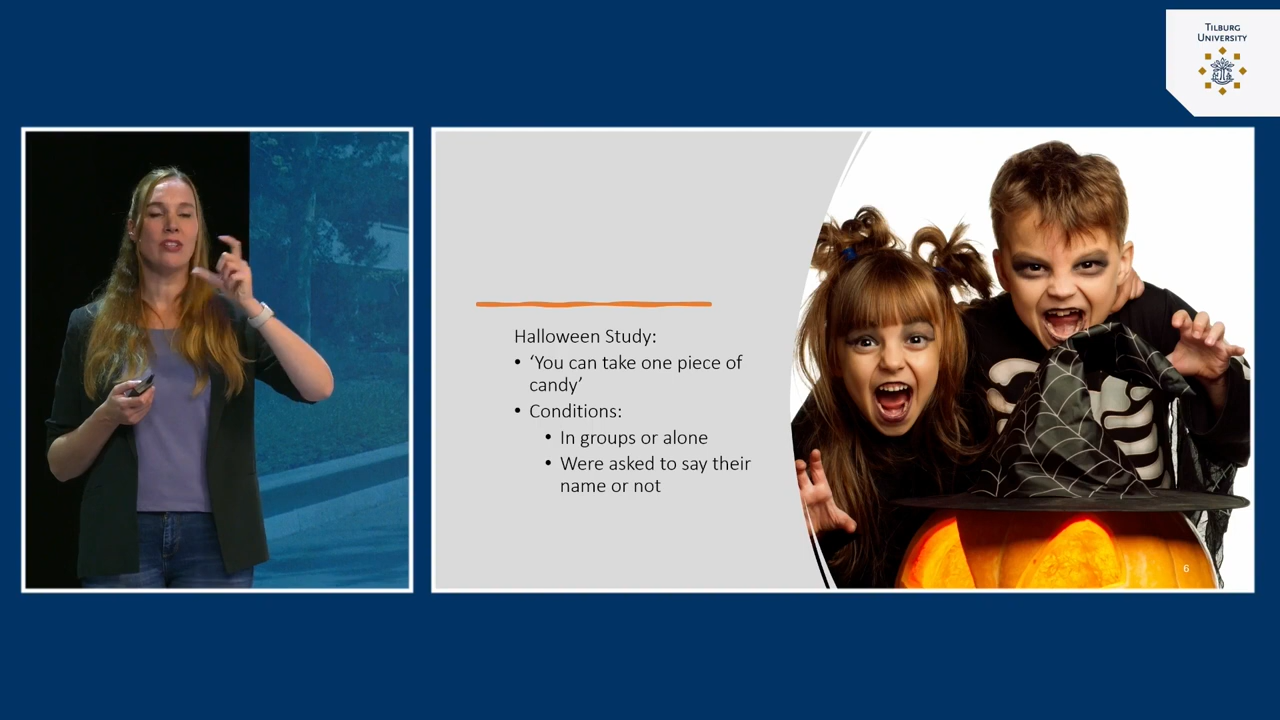 TILBURG
UNIVERSITY
Halloween Study:
• ‘You can take one piece of
candy’
• Conditions:
• In groups or alone
• Were asked to say their
name or not
6